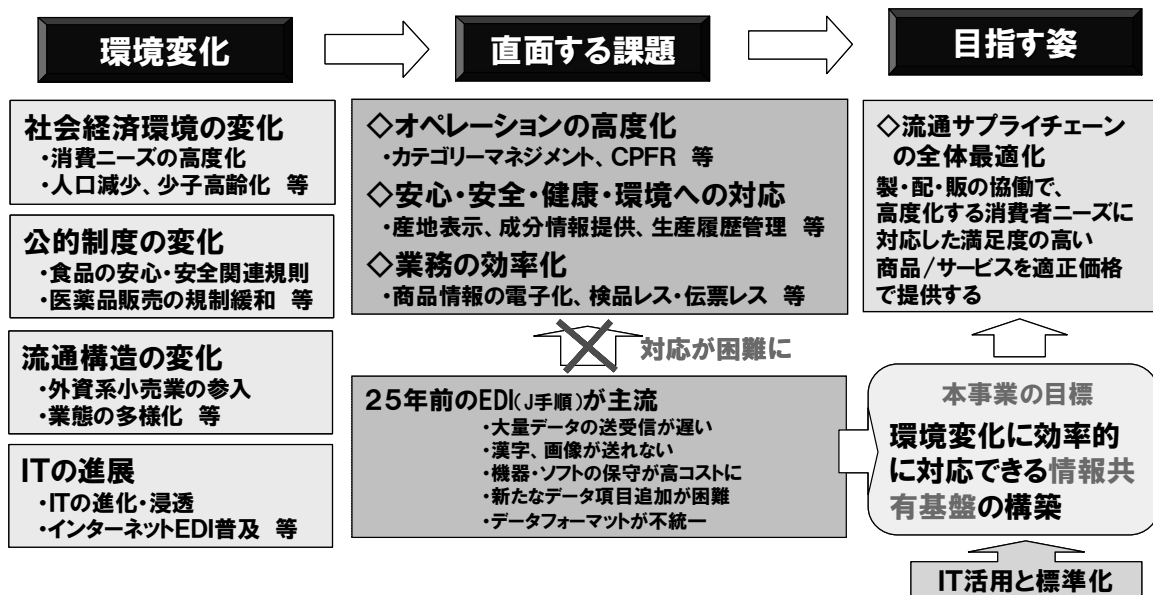 環境変化
直面する課題
目指す姿
社会経済環境の変化
・消費ニーズの高度化
・人口減少、少子高齢化 等
公的制度の変化
・食品の安心・安全関連規則
・医薬品販売の規制緩和 等
流通構造の変化
・外資系小売業の参入
・業態の多様化 等
ITの進展
・ITの進化・浸透
・インターネットEDI普及 等
◇オペレーションの高度化
・カテゴリーマネジメント、CPFR 等
◇安心・安全・健康・環境への対応
・産地表示、成分情報提供、生産履歴管理 等
◇業務の効率化
・商品情報の電子化、検品レス・伝票レス 等
対応が困難に
25年前のEDI(J手順)が主流
・大量データの送受信が遅い
・漢字、画像が送れない
・機器・ソフトの保守が高コストに
・新たなデータ項目追加が困難
・データフォーマットが不統一
◇流通サプライチェーン
の全体最適化
製・配・販の協働で、
高度化する消費者ニーズに
対応した満足度の高い
商品/サービスを適正価格
で提供する
本事業の目標
環境変化に効率的
に対応できる情報共
有基盤の構築
IT活用と標準化